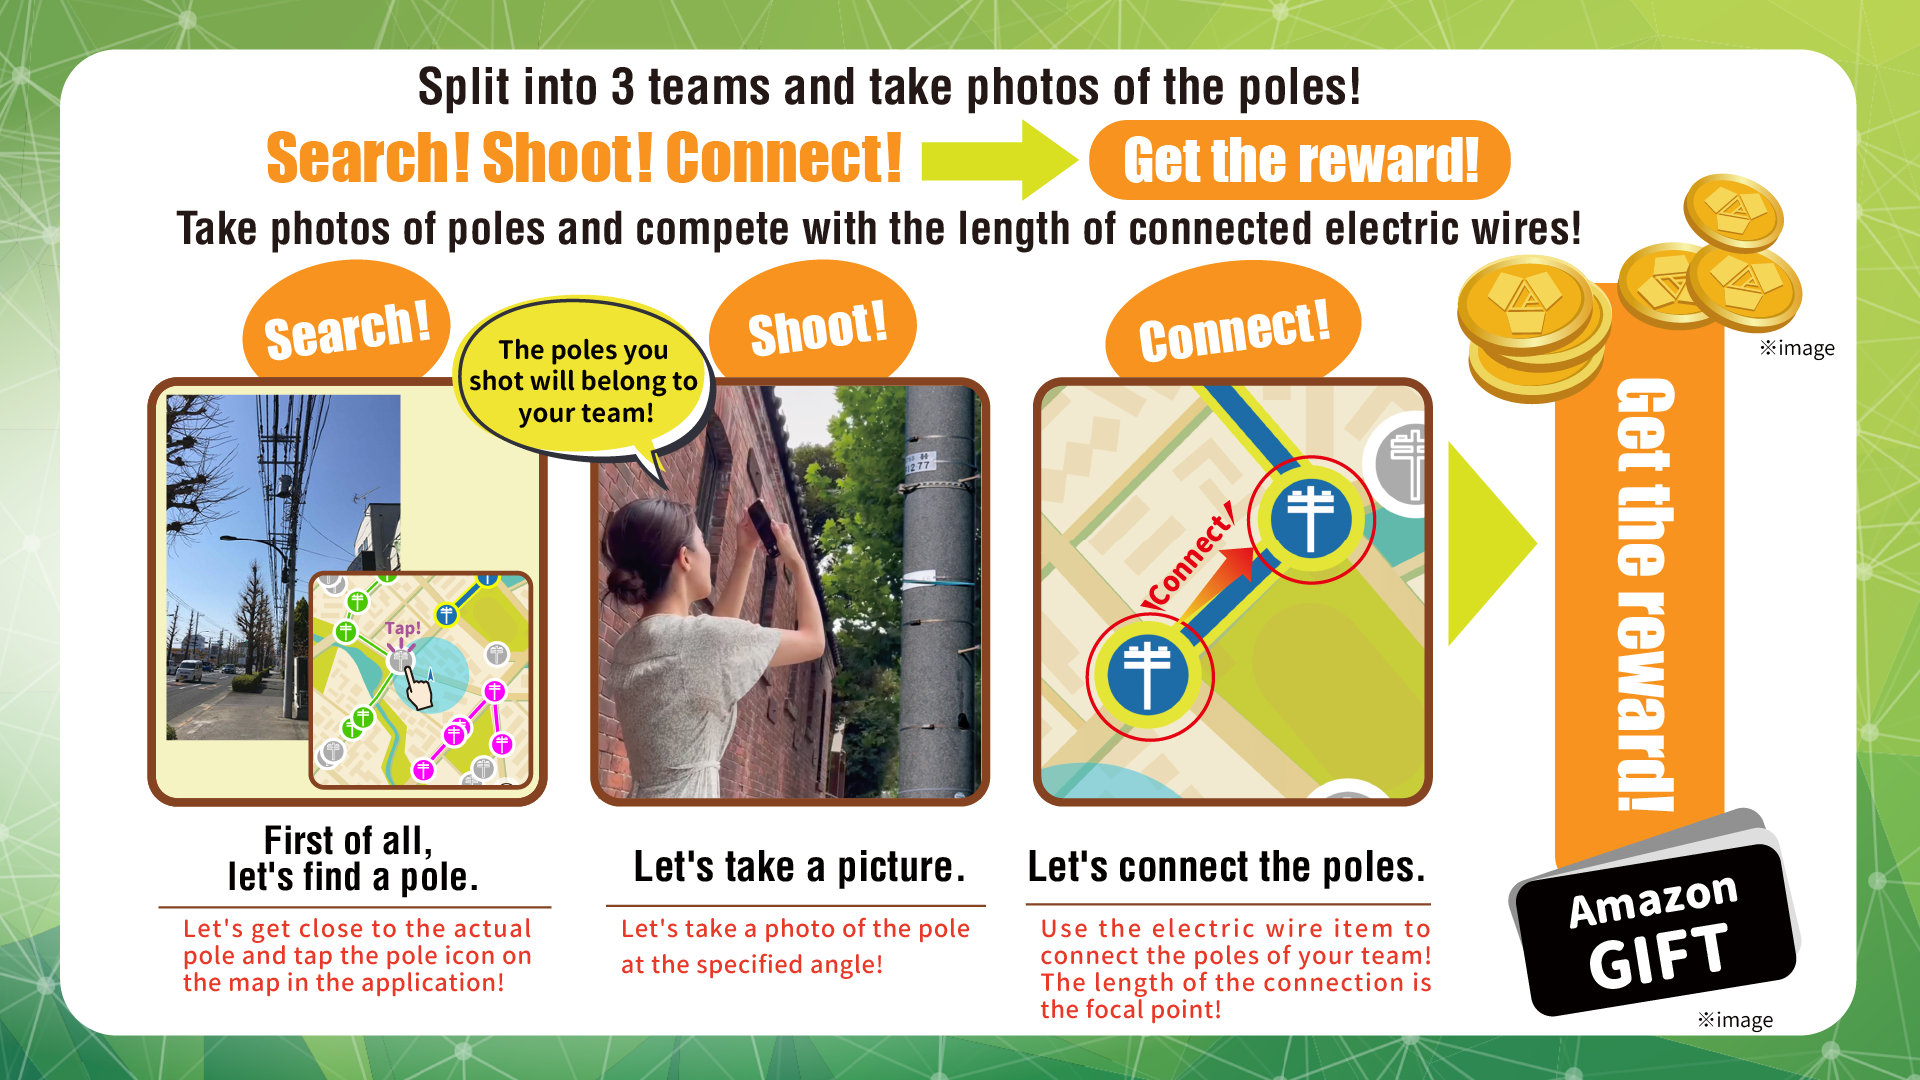 Split into 3 teams and take photos of the poles!
Search! Shoot! Connect!
Get the reward!
Take photos of poles and compete with the length of connected electric wires!
Search!
The poles you
shot will belong to
your team!
Shoot!
Connect!
※image
Tap!
1277
Connect!
Get the reward!
First of all,
let's find a pole.
Let's get close to the actual
pole and tap the pole icon on
the map in the application!
Let's take a picture.
Let's take a photo of the pole
at the specified angle!
Let's connect the poles.
Use the electric wire item to
connect the poles of your team!
The length of the connection is
the focal point!
Amazon
GIFT
※image